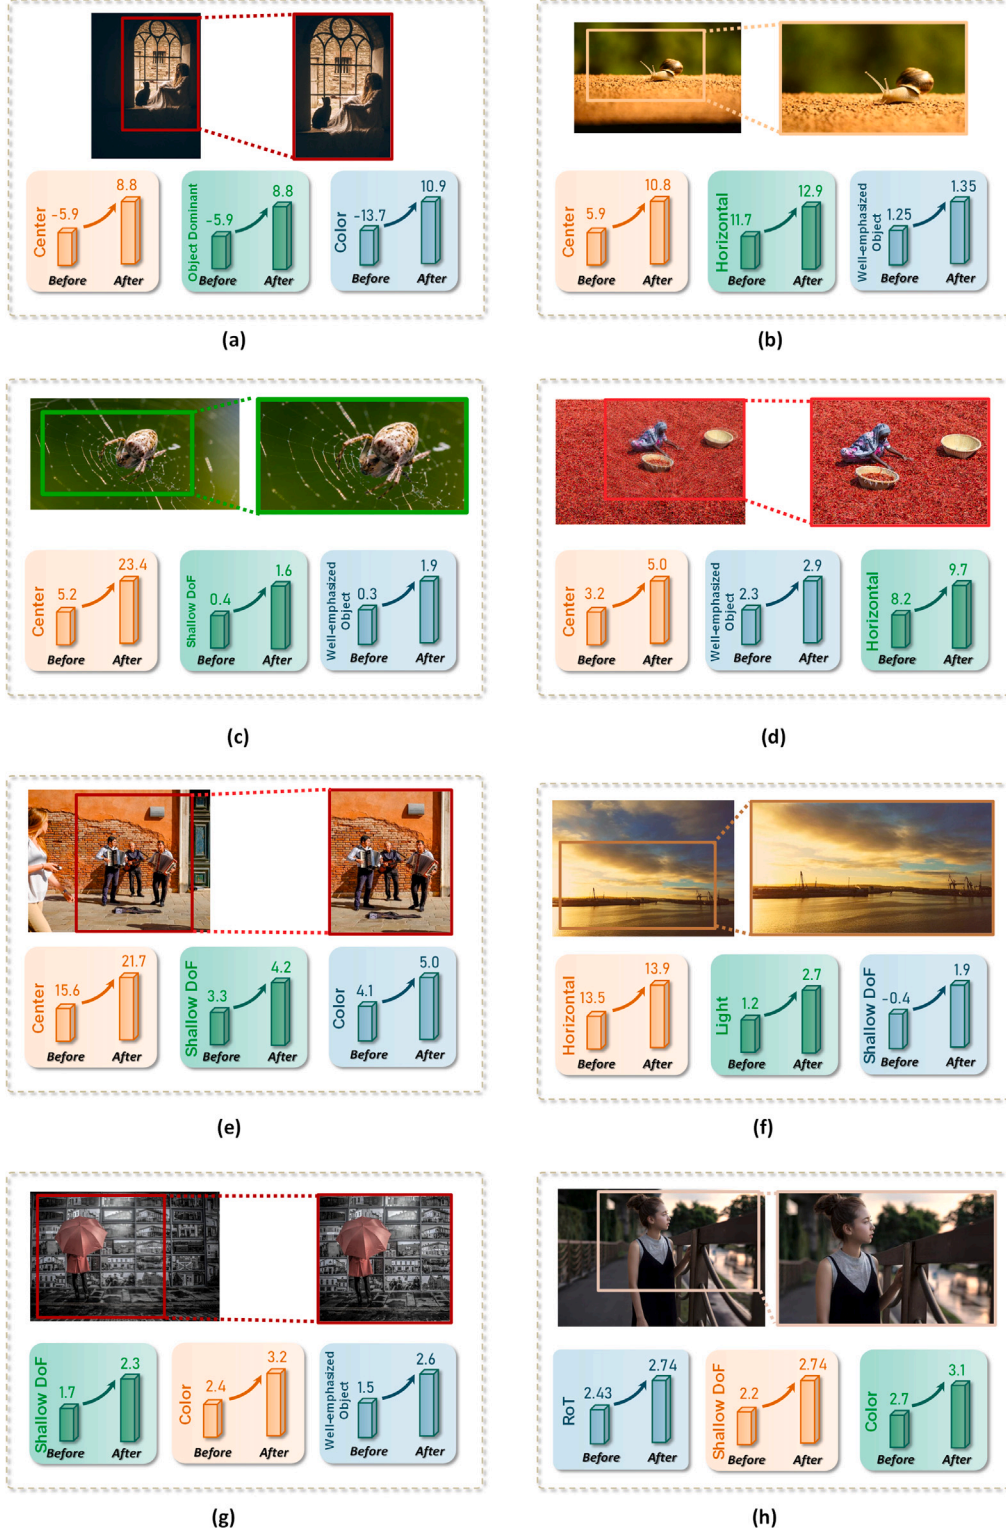 Center
-5.9
8.8
Before
After
Object Dominant
-5.9
8.8
Before
After
Color
-13.7
10.9
Before
After
(a)
Center
5.9
10.8
Before
After
Horizontal
11.7
12.9
Before
After
Well-emphasized
Object
1.25
1.35
Before
After
(b)
Center
5.2
23.4
Before
After
Shallow DoF
0.4
1.6
Before
After
Well-emphasized
Object
0.3
1.9
Before
After
(c)
Center
3.2
5.0
Before
After
Well-emphasized
Object
2.3
2.9
Before
After
Horizontal
8.2
9.7
Before
After
(d)
Center
15.6
21.7
Before
After
Shallow DoF
3.3
4.2
Before
After
Color
4.1
5.0
Before
After
(e)
Horizontal
13.5
13.9
Before
After
Light
1.2
2.7
Before
After
Shallow DoF
-0.4
1.9
Before
After
(f)
Shallow DoF
1.7
2.3
Before
After
Color
2.4
3.2
Before
After
Well-emphasized
Object
1.5
2.6
Before
After
(g)
RoT
2.43
2.74
Before
After
Shallow DoF
2.2
2.74
Before
After
Color
2.7
3.1
Before
After
(h)